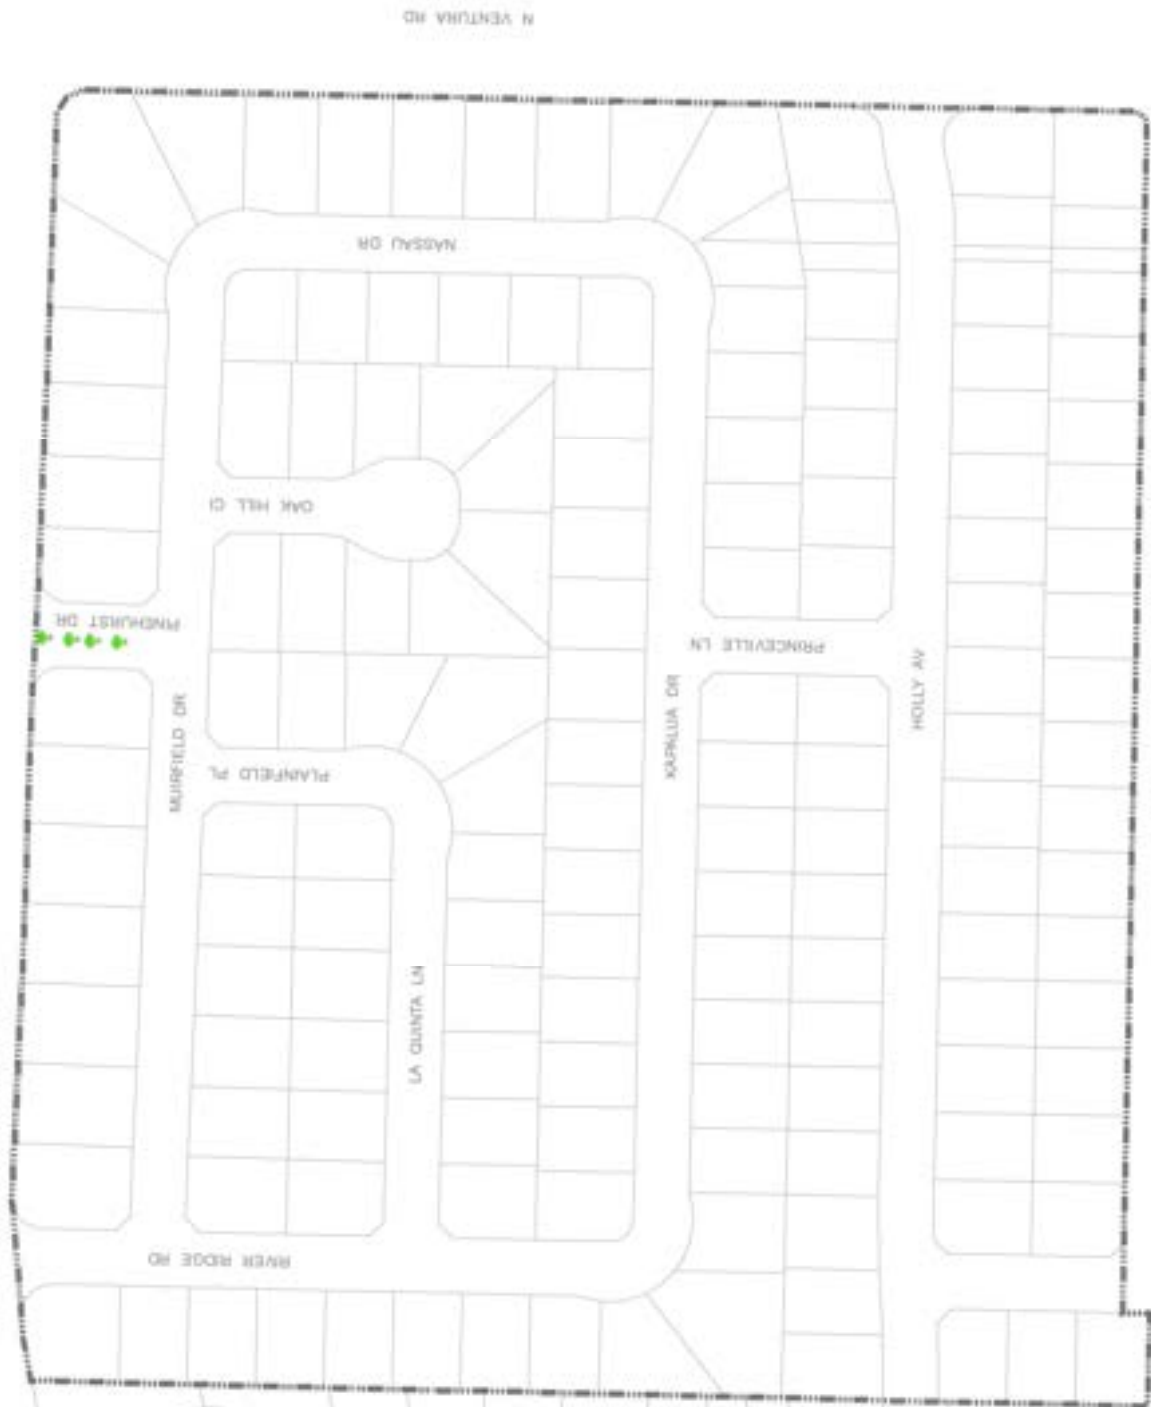 N VENTURA RD
NASSAU DR
OAK HILL CI
PINEHURST DR
PRINCEVILLE LN
HOLLY AV
KAPALUA DR
MUIRFIELD DR
PLAINFIELD PL
LA QUINTA LN
RIVER RIDGE RD